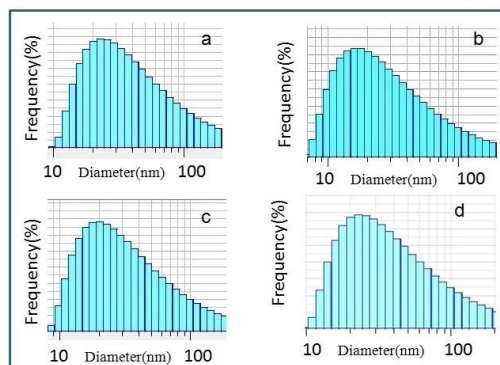 a
Frequency(%)
10 100
Diameter(nm)
b
Frequency(%)
10 100
Diameter(nm)
c
Frequency(%)
10 100
Diameter(nm)
d
Frequency(%)
10 100
Diameter(nm)